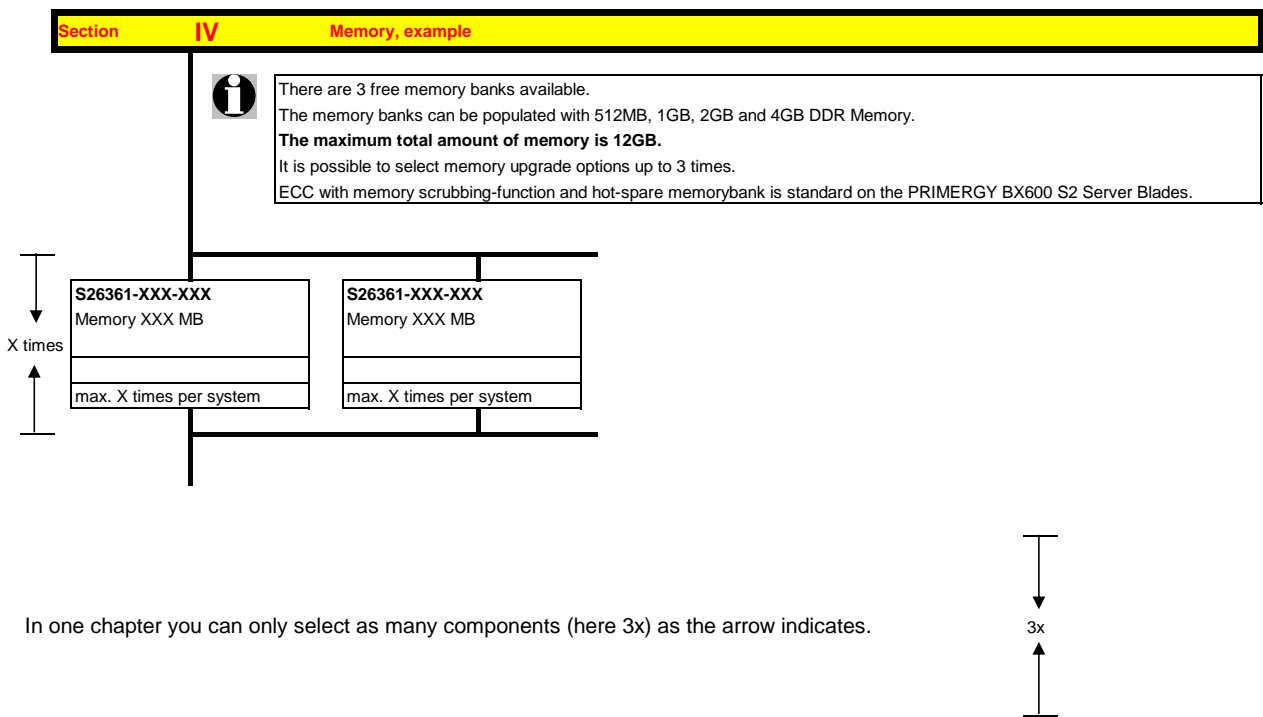 Section IV Memory, example
There are 3 free memory banks available.
The memory banks can be populated with 512MB, 1GB, 2GB and 4GB DDR Memory.
The maximum total amount of memory is 12GB.
It is possible to select memory upgrade options up to 3 times.
ECC with memory scrubbing-function and hot-spare memorybank is standard on the PRIMERGY BX600 S2 Server Blades.
S26361-XXX-XXX S26361-XXX-XXX
Memory XXX MB Memory XXX MB
X times
max. X times per system max. X times per system
In one chapter you can only select as many components (here 3x) as the arrow indicates. 3x